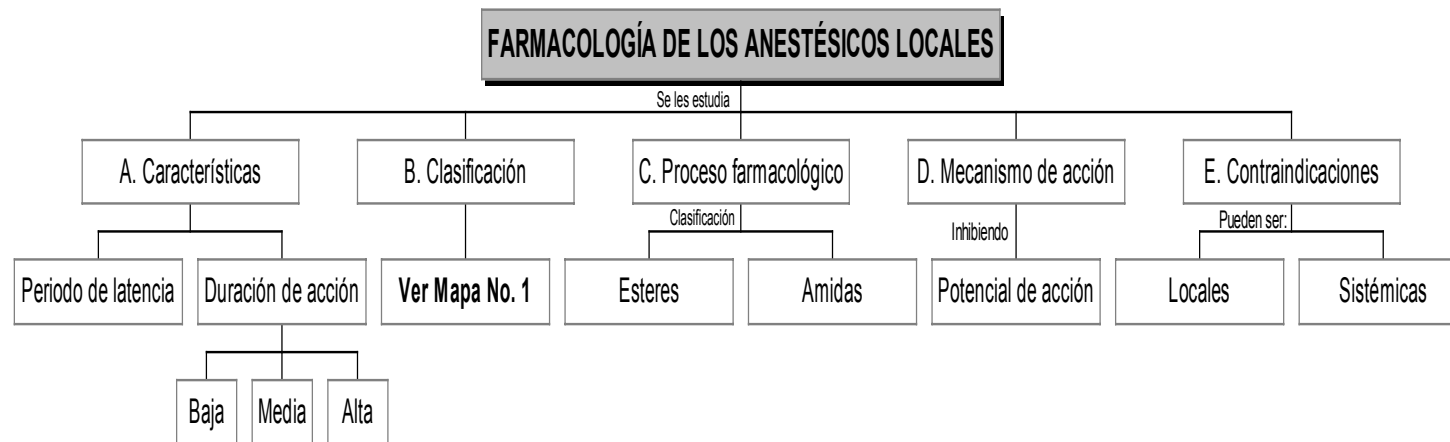 FARMACOLOGÍA DE LOS ANESTÉSICOS LOCALES
Se les estudia
A. Características
B. Clasificación
C. Proceso farmacológico
D. Mecanismo de acción
E. Contraindicaciones
Clasificación
Inhibiendo
Pueden ser:
Periodo de latencia
Duración de acción
Ver Mapa No. 1
Esteres
Amidas
Potencial de acción
Locales
Sistémicas
Baja
Media
Alta